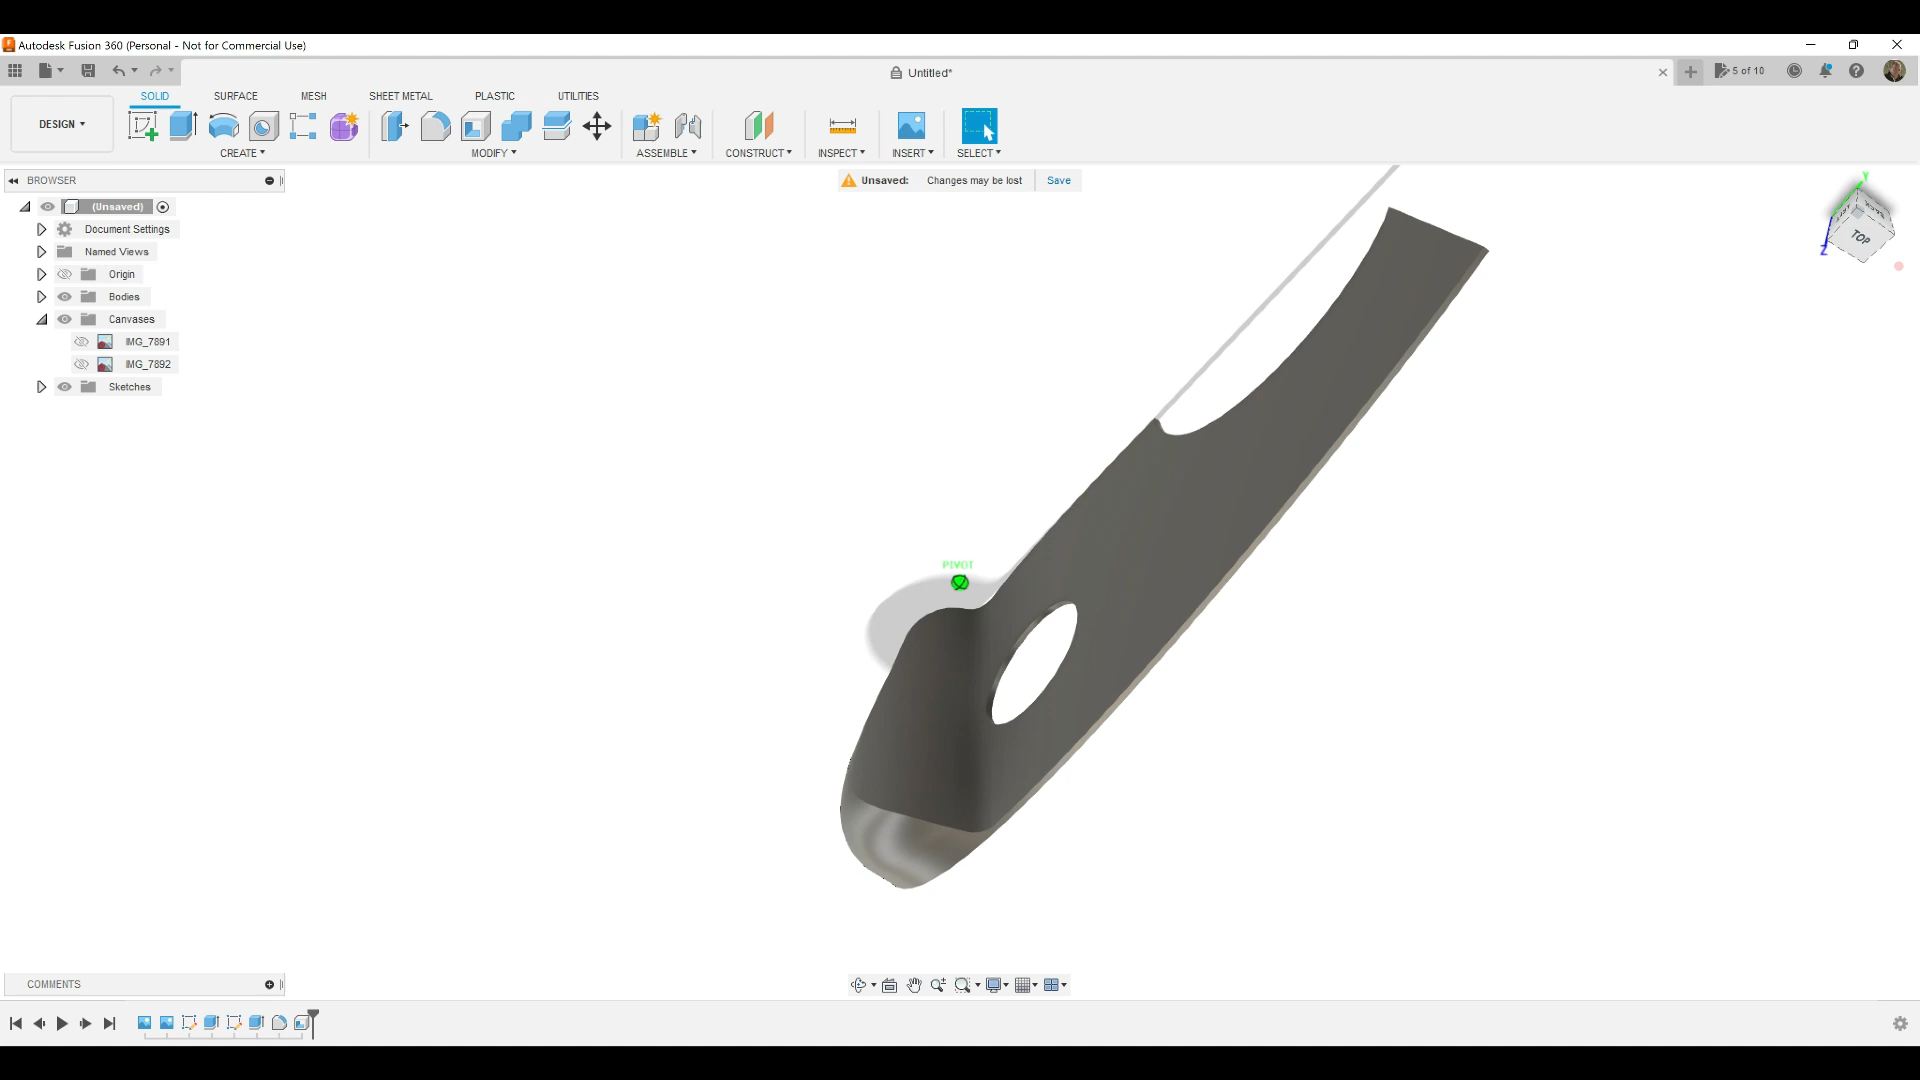 Autodesk Fusion 360 (Personal - Not for Commercial Use)
Untitled*
5 of 10
SOLID SURFACE MESH SHEET METAL PLASTIC UTILITIES
DESIGN
CREATE MODIFY ASSEMBLE CONSTRUCT INSPECT INSERT SELECT
BROWSER
Unsaved: Changes may be lost Save
(Unsaved)
Document Settings
Named Views
Origin
Bodies
Canvases
IMG_7891
IMG_7892
Sketches
Y
TOP
Z
PIVOT
COMMENTS